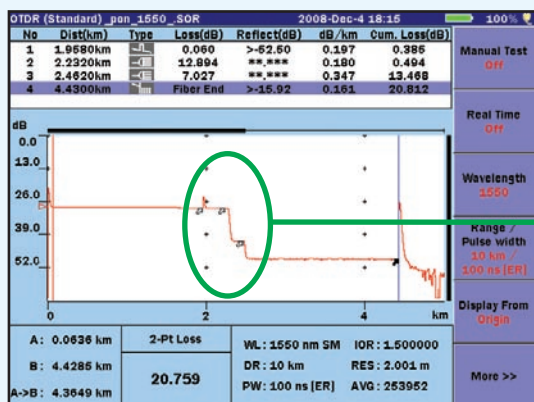 OTDR (Standard) _pon_1550_.SOR 2008-Dec-4 18:15 100%
No Dist(km) Type Loss(dB) Reflect(dB) dB/km Cum. Loss(dB)
1 1.9580km 0.060 >-52.50 0.197 0.385
2 2.2320km 12.894 **.*** 0.180 0.494
3 2.4620km 7.027 **.*** 0.347 13.468
4 4.4300km Fiber End >-15.92 0.161 20.812
Manual Test
Off
Real Time
Off
Wavelength
1550
Range /
Pulse width
10 km /
100 ns [ER]
Display From
Origin
More >>
dB
0.0
13.0
26.0
39.0
52.0
0 2 4 km
A: 0.0636 km
B: 4.4285 km
A->B: 4.3649 km
2-Pt Loss
20.759
WL: 1550 nm SM IOR: 1.500000
DR: 10 km RES: 2.001 m
PW: 100 ns [ER] AVG: 253952